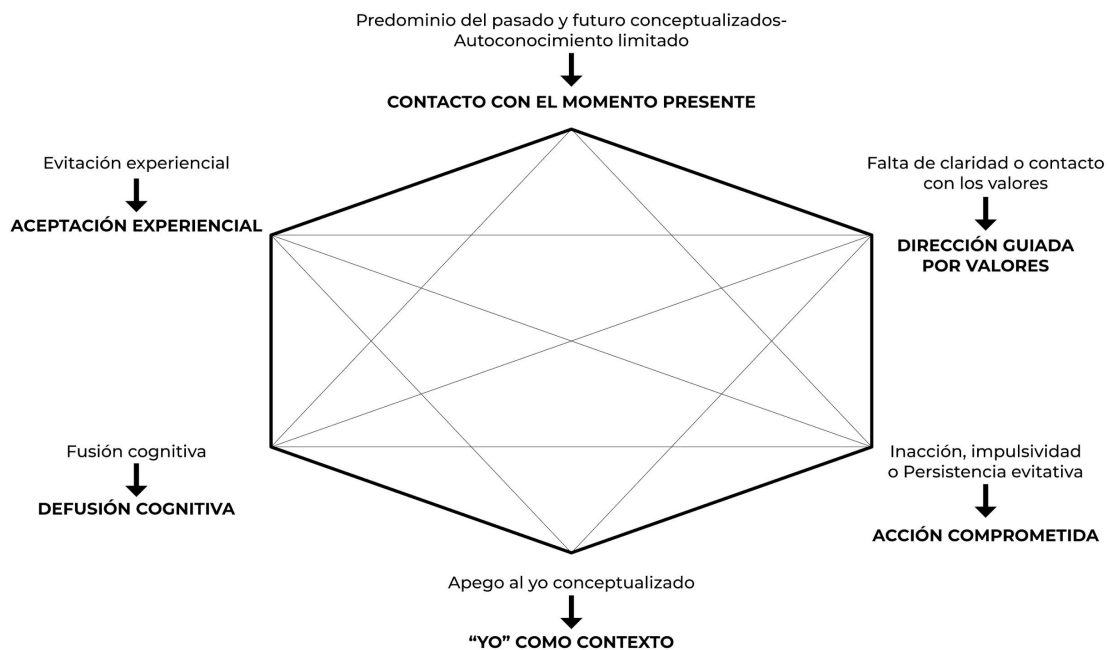 Predominio del pasado y futuro conceptualizados-
Autoconocimiento limitado
CONTACTO CON EL MOMENTO PRESENTE
Evitación experiencial
ACEPTACIÓN EXPERIENCIAL
Falta de claridad o contacto
con los valores
DIRECCIÓN GUIADA
POR VALORES
Fusión cognitiva
DEFUSIÓN COGNITIVA
Inacción, impulsividad
o Persistencia evitativa
ACCIÓN COMPROMETIDA
Apego al yo conceptualizado
“YO” COMO CONTEXTO